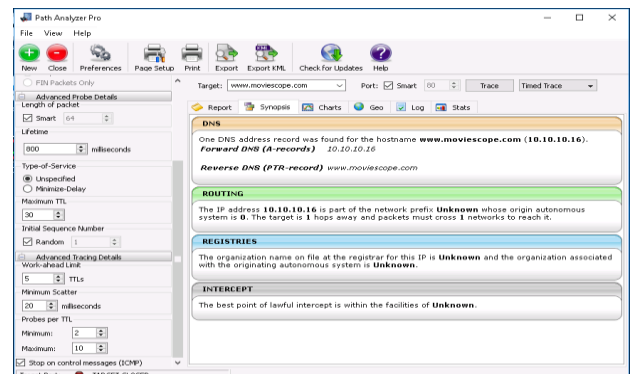 Path Analyzer Pro
File View Help
New Close Preferences Page Setup Print Export Export KML Check for Updates Help
FIN Packets Only
Target: www.moviescope.com Port: Smart 80 Trace Timed Trace
Advanced Probe Details
Length of packet
Smart 64
Lifetime
800 milliseconds
Type-of-Service
Unspecified
Minimize-Delay
Maximum TTL
30
Initial Sequence Number
Random 1
Advanced Tracing Details
Work-ahead Limit
5 TTLs
Minimum Scatter
20 milliseconds
Probes per TTL
Minimum: 2
Maximum: 10
Stop on control messages (ICMP)
Report Synopsis Charts Geo Log Stats
DNS
One DNS address record was found for the hostname www.moviescope.com (10.10.10.16).
Forward DNS (A-records) 10.10.10.16
Reverse DNS (PTR-record) www.moviescope.com
ROUTING
The IP address 10.10.10.16 is part of the network prefix Unknown whose origin autonomous
system is 0. The target is 1 hops away and packets must cross 1 networks to reach it.
REGISTRIES
The organization name on file at the registrar for this IP is Unknown and the organization associated
with the originating autonomous system is Unknown.
INTERCEPT
The best point of lawful intercept is within the facilities of Unknown.